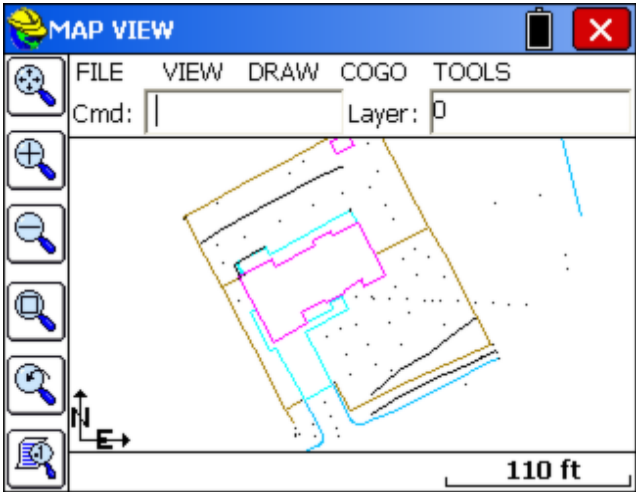 MAP VIEW
FILE VIEW DRAW COGO TOOLS
Cmd: Layer: 0
N
E
110 ft